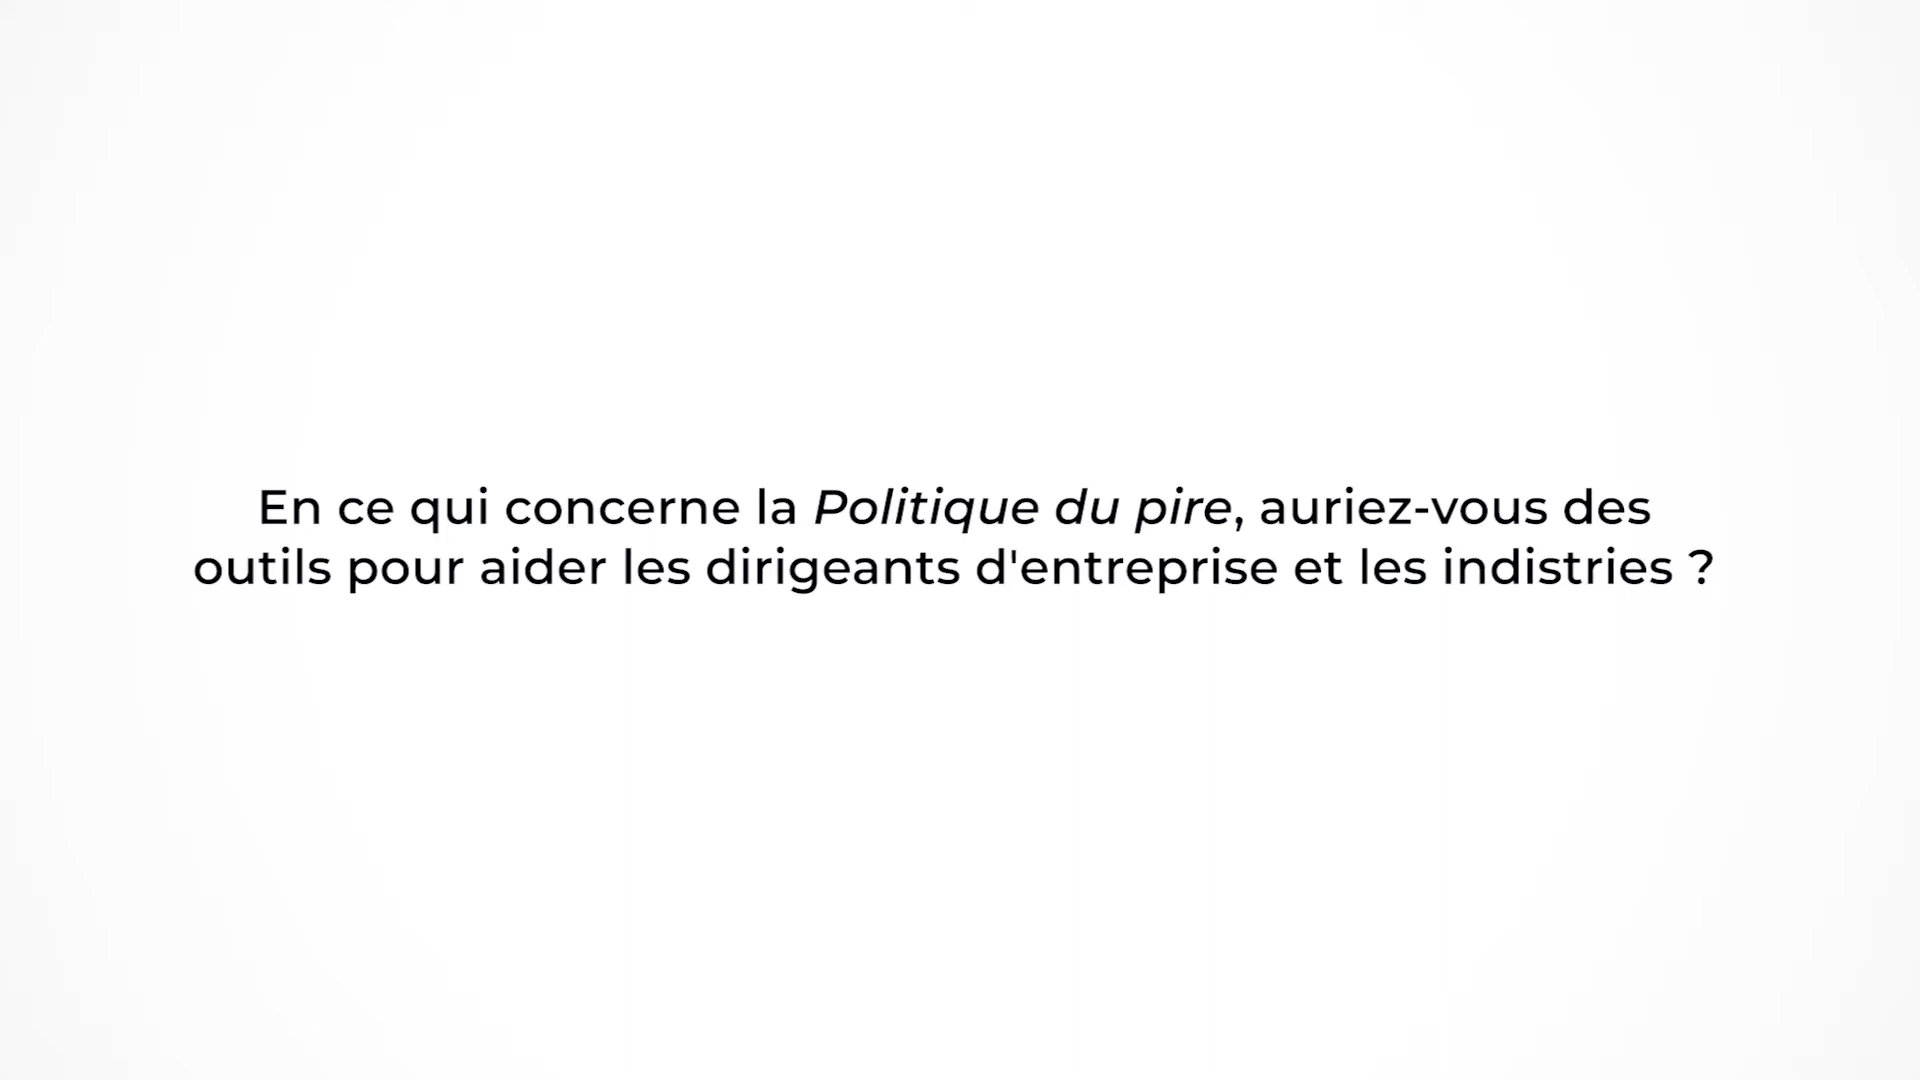 En ce qui concerne la Politique du pire, auriez-vous des
outils pour aider les dirigeants d'entreprise et les indistries ?